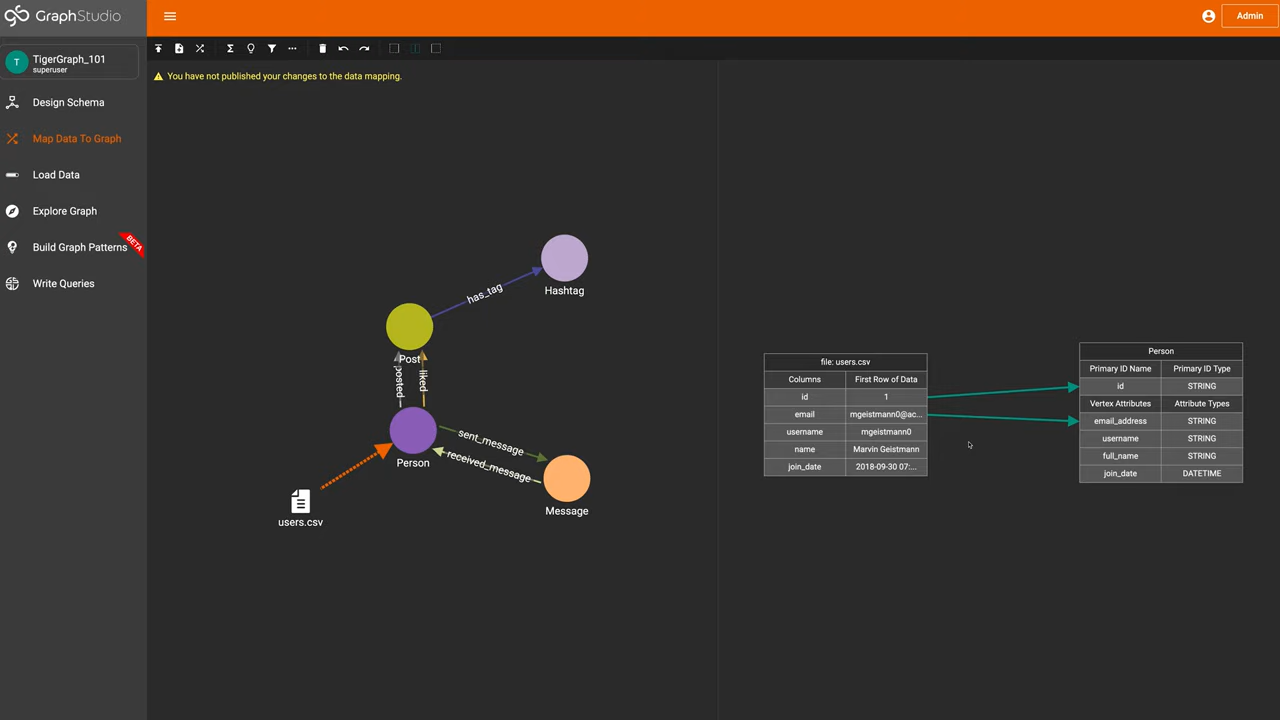 GraphStudio
Admin
T
TigerGraph_101
superuser
Design Schema
Map Data To Graph
Load Data
Explore Graph
Build Graph Patterns
BETA
Write Queries
You have not published your changes to the data mapping.
Hashtag
has_tag
Post
posted
liked
Person
sent_message
received_message
Message
users.csv
file: users.csv
Columns First Row of Data
id 1
email mgeistmann0@ac...
username mgeistmann0
name Marvin Geistmann
join_date 2018-09-30 07:...
Person
Primary ID Name Primary ID Type
id STRING
Vertex Attributes Attribute Types
email_address STRING
username STRING
full_name STRING
join_date DATETIME